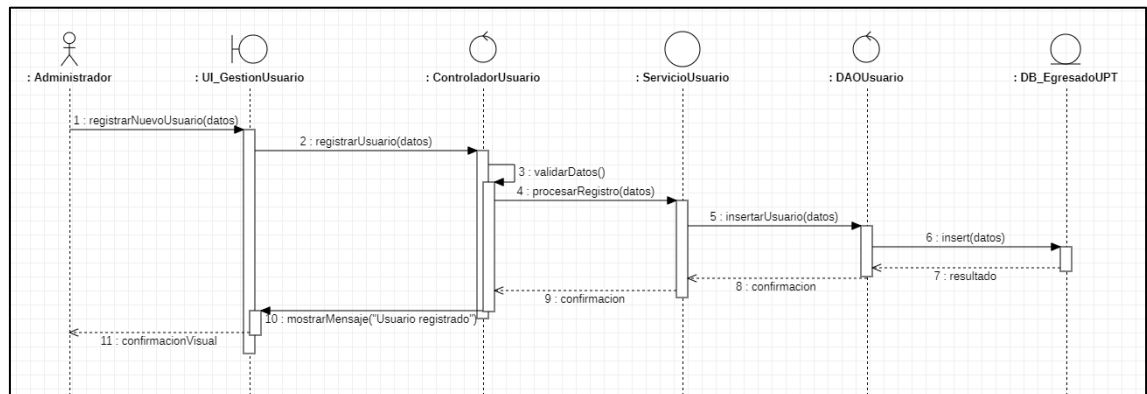 : Administrador
: UI_GestionUsuario
: ControladorUsuario
: ServicioUsuario
: DAOUsuario
: DB_EgresadoUPT
1 : registrarNuevoUsuario(datos)
2 : registrarUsuario(datos)
3 : validarDatos()
4 : procesarRegistro(datos)
5 : insertarUsuario(datos)
6 : insert(datos)
7 : resultado
8 : confirmacion
9 : confirmacion
10 : mostrarMensaje("Usuario registrado")
11 : confirmacionVisual